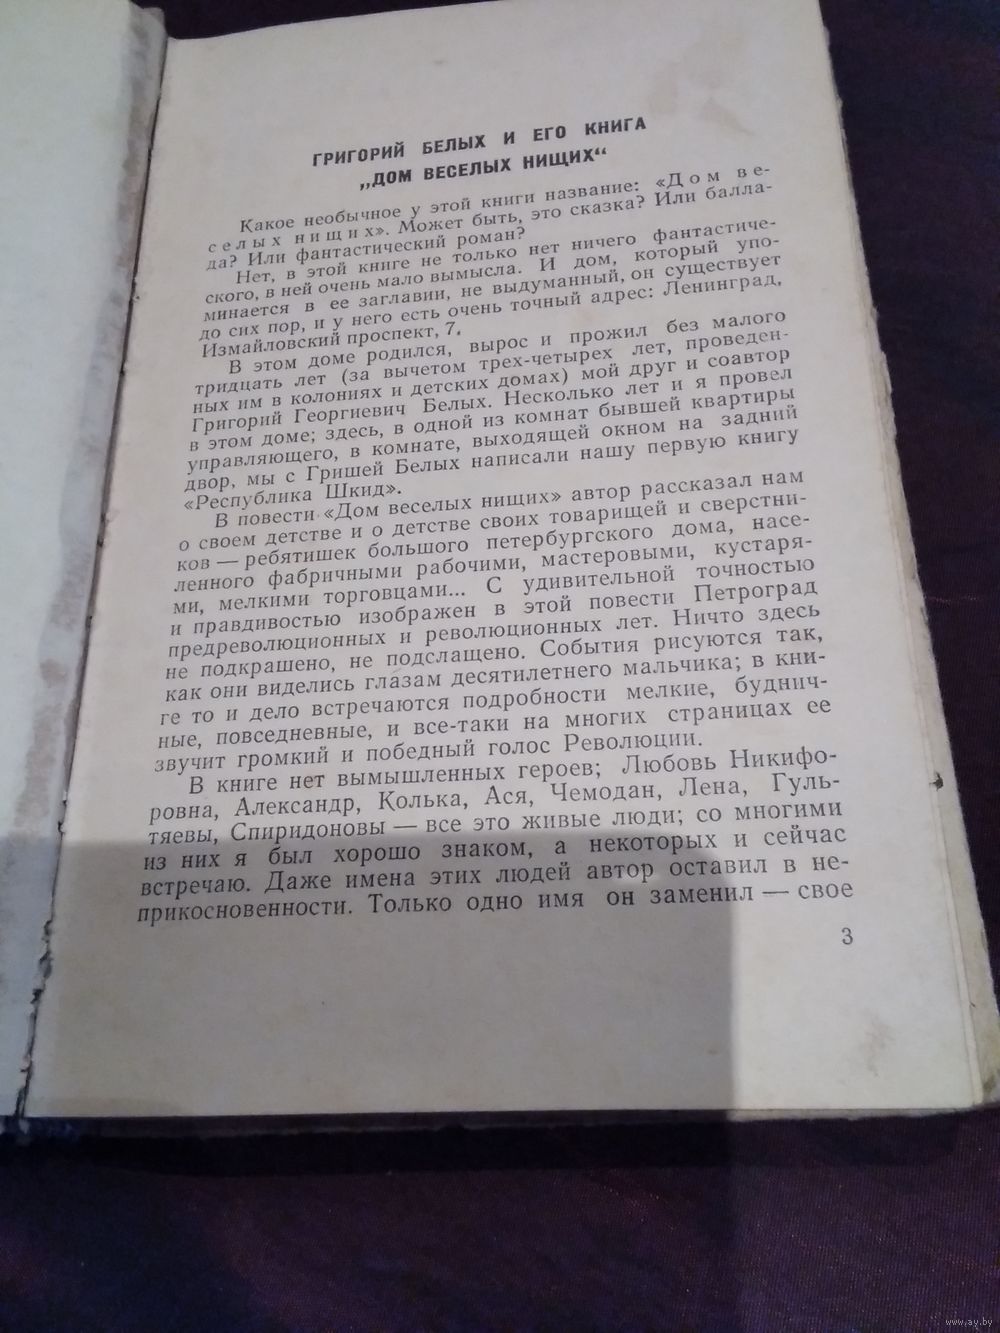 ГРИГОРИЙ БЕЛЫХ И ЕГО КНИГА
„ДОМ ВЕСЕЛЫХ НИЩИХ“
Какое необычное у этой книги название: «Дом ве-
селых нищих». Может быть, это сказка? Или балла-
да? Или фантастический роман?
Нет, в этой книге не только нет ничего фантастиче-
ского, в ней очень мало вымысла. И дом, который упо-
минается в ее заглавии, не выдуманный, он существует
до сих пор, и у него есть очень точный адрес: Ленинград,
Измайловский проспект, 7.
В этом доме родился, вырос и прожил без малого
тридцать лет (за вычетом трех-четырех лет, проведен-
ных им в колониях и детских домах) мой друг и соавтор
Григорий Георгиевич Белых. Несколько лет и я провел
в этом доме; здесь, в одной из комнат бывшей квартиры
управляющего, в комнате, выходящей окном на задний
двор, мы с Гришей Белых написали нашу первую книгу
«Республика Шкид».
В повести «Дом веселых нищих» автор рассказал нам
о своем детстве и о детстве своих товарищей и сверстни-
ков — ребятишек большого петербургского дома, насе-
ленного фабричными рабочими, мастеровыми, кустаря-
ми, мелкими торговцами... С удивительной точностью
и правдивостью изображен в этой повести Петроград
предреволюционных и революционных лет. Ничто здесь
не подкрашено, не подслащено. События рисуются так,
как они виделись глазам десятилетнего мальчика; в кни-
ге то и дело встречаются подробности мелкие, будни­ч-
ные, повседневные, и все-таки на многих страницах ее
звучит громкий и победный голос Революции.
В книге нет вымышленных героев; Любовь Никифо-
ровна, Александр, Колька, Ася, Чемодан, Лена, Гуль-
тяевы, Спиридоновы — все это живые люди; со многими
из них я был хорошо знаком, а некоторых и сейчас
встречаю. Даже имена этих людей автор оставил в не-
прикосновенности. Только одно имя он заменил — свое
3
www.ay.by